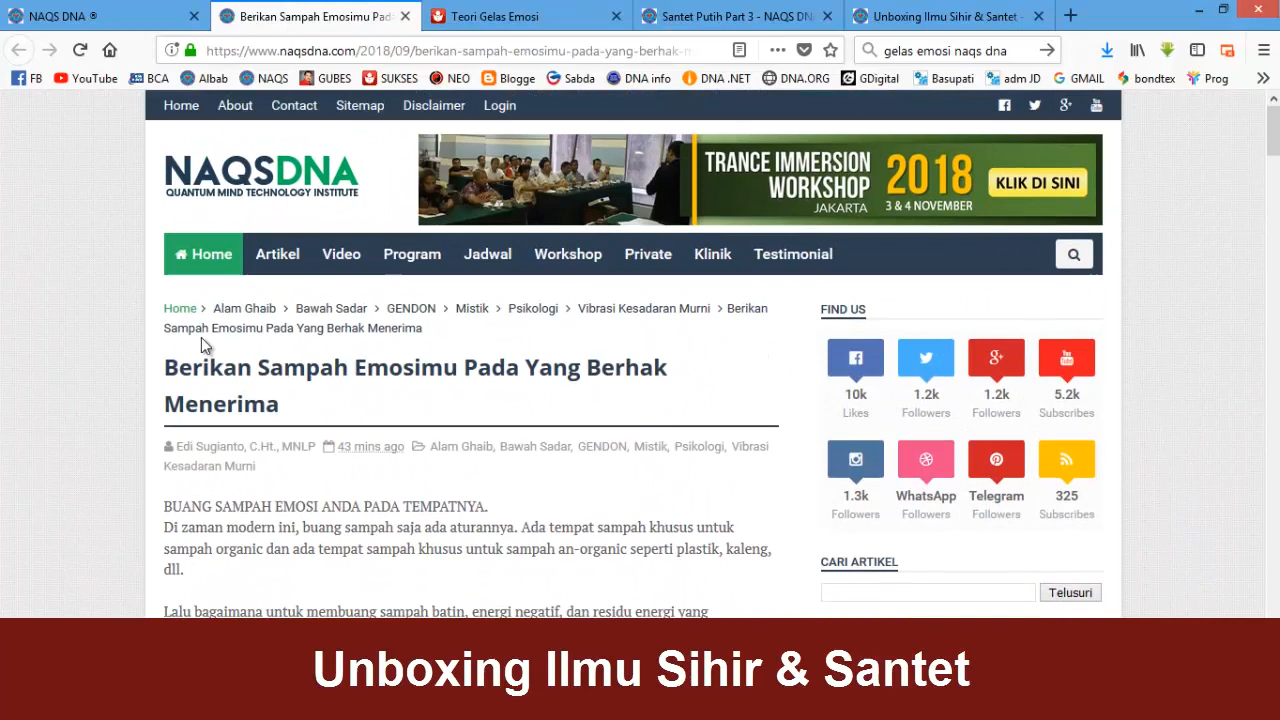 NAQS DNA ®
Berikan Sampah Emosimu Pad
Teori Gelas Emosi
Santet Putih Part 3 - NAQS DN
Unboxing Ilmu Sihir & Santet -
https://www.naqsdna.com/2018/09/berikan-sampah-emosimu-pada-yang-berhak-m
gelas emosi naqs dna
FB
YouTube
BCA
Albab
NAQS
GUBES
SUKSES
NEO
Blogge
Sabda
DNA info
DNA .NET
DNA.ORG
GDigital
Basupati
adm JD
GMAIL
bondtex
Prog
Home
About
Contact
Sitemap
Disclaimer
Login
NAQSDNA
QUANTUM MIND TECHNOLOGY INSTITUTE
TRANCE IMMERSION
WORKSHOP
JAKARTA
2018
3 & 4 NOVEMBER
KLIK DI SINI
Home
Artikel
Video
Program
Jadwal
Workshop
Private
Klinik
Testimonial
Home > Alam Ghaib > Bawah Sadar > GENDON > Mistik > Psikologi > Vibrasi Kesadaran Murni > Berikan
Sampah Emosimu Pada Yang Berhak Menerima
Berikan Sampah Emosimu Pada Yang Berhak
Menerima
Edi Sugianto, C.Ht., MNLP 43 mins ago Alam Ghaib, Bawah Sadar, GENDON, Mistik, Psikologi, Vibrasi
Kesadaran Murni
BUANG SAMPAH EMOSI ANDA PADA TEMPATNYA.
Di zaman modern ini, buang sampah saja ada aturannya. Ada tempat sampah khusus untuk
sampah organic dan ada tempat sampah khusus untuk sampah an-organic seperti plastik, kaleng,
dll.
Lalu bagaimana untuk membuang sampah batin, energi negatif, dan residu energi yang
FIND US
10k
Likes
1.2k
Followers
1.2k
Followers
5.2k
Subscribes
1.3k
Followers
WhatsApp
Followers
Telegram
Followers
325
Subscribes
CARI ARTIKEL
Telusuri
Unboxing Ilmu Sihir & Santet